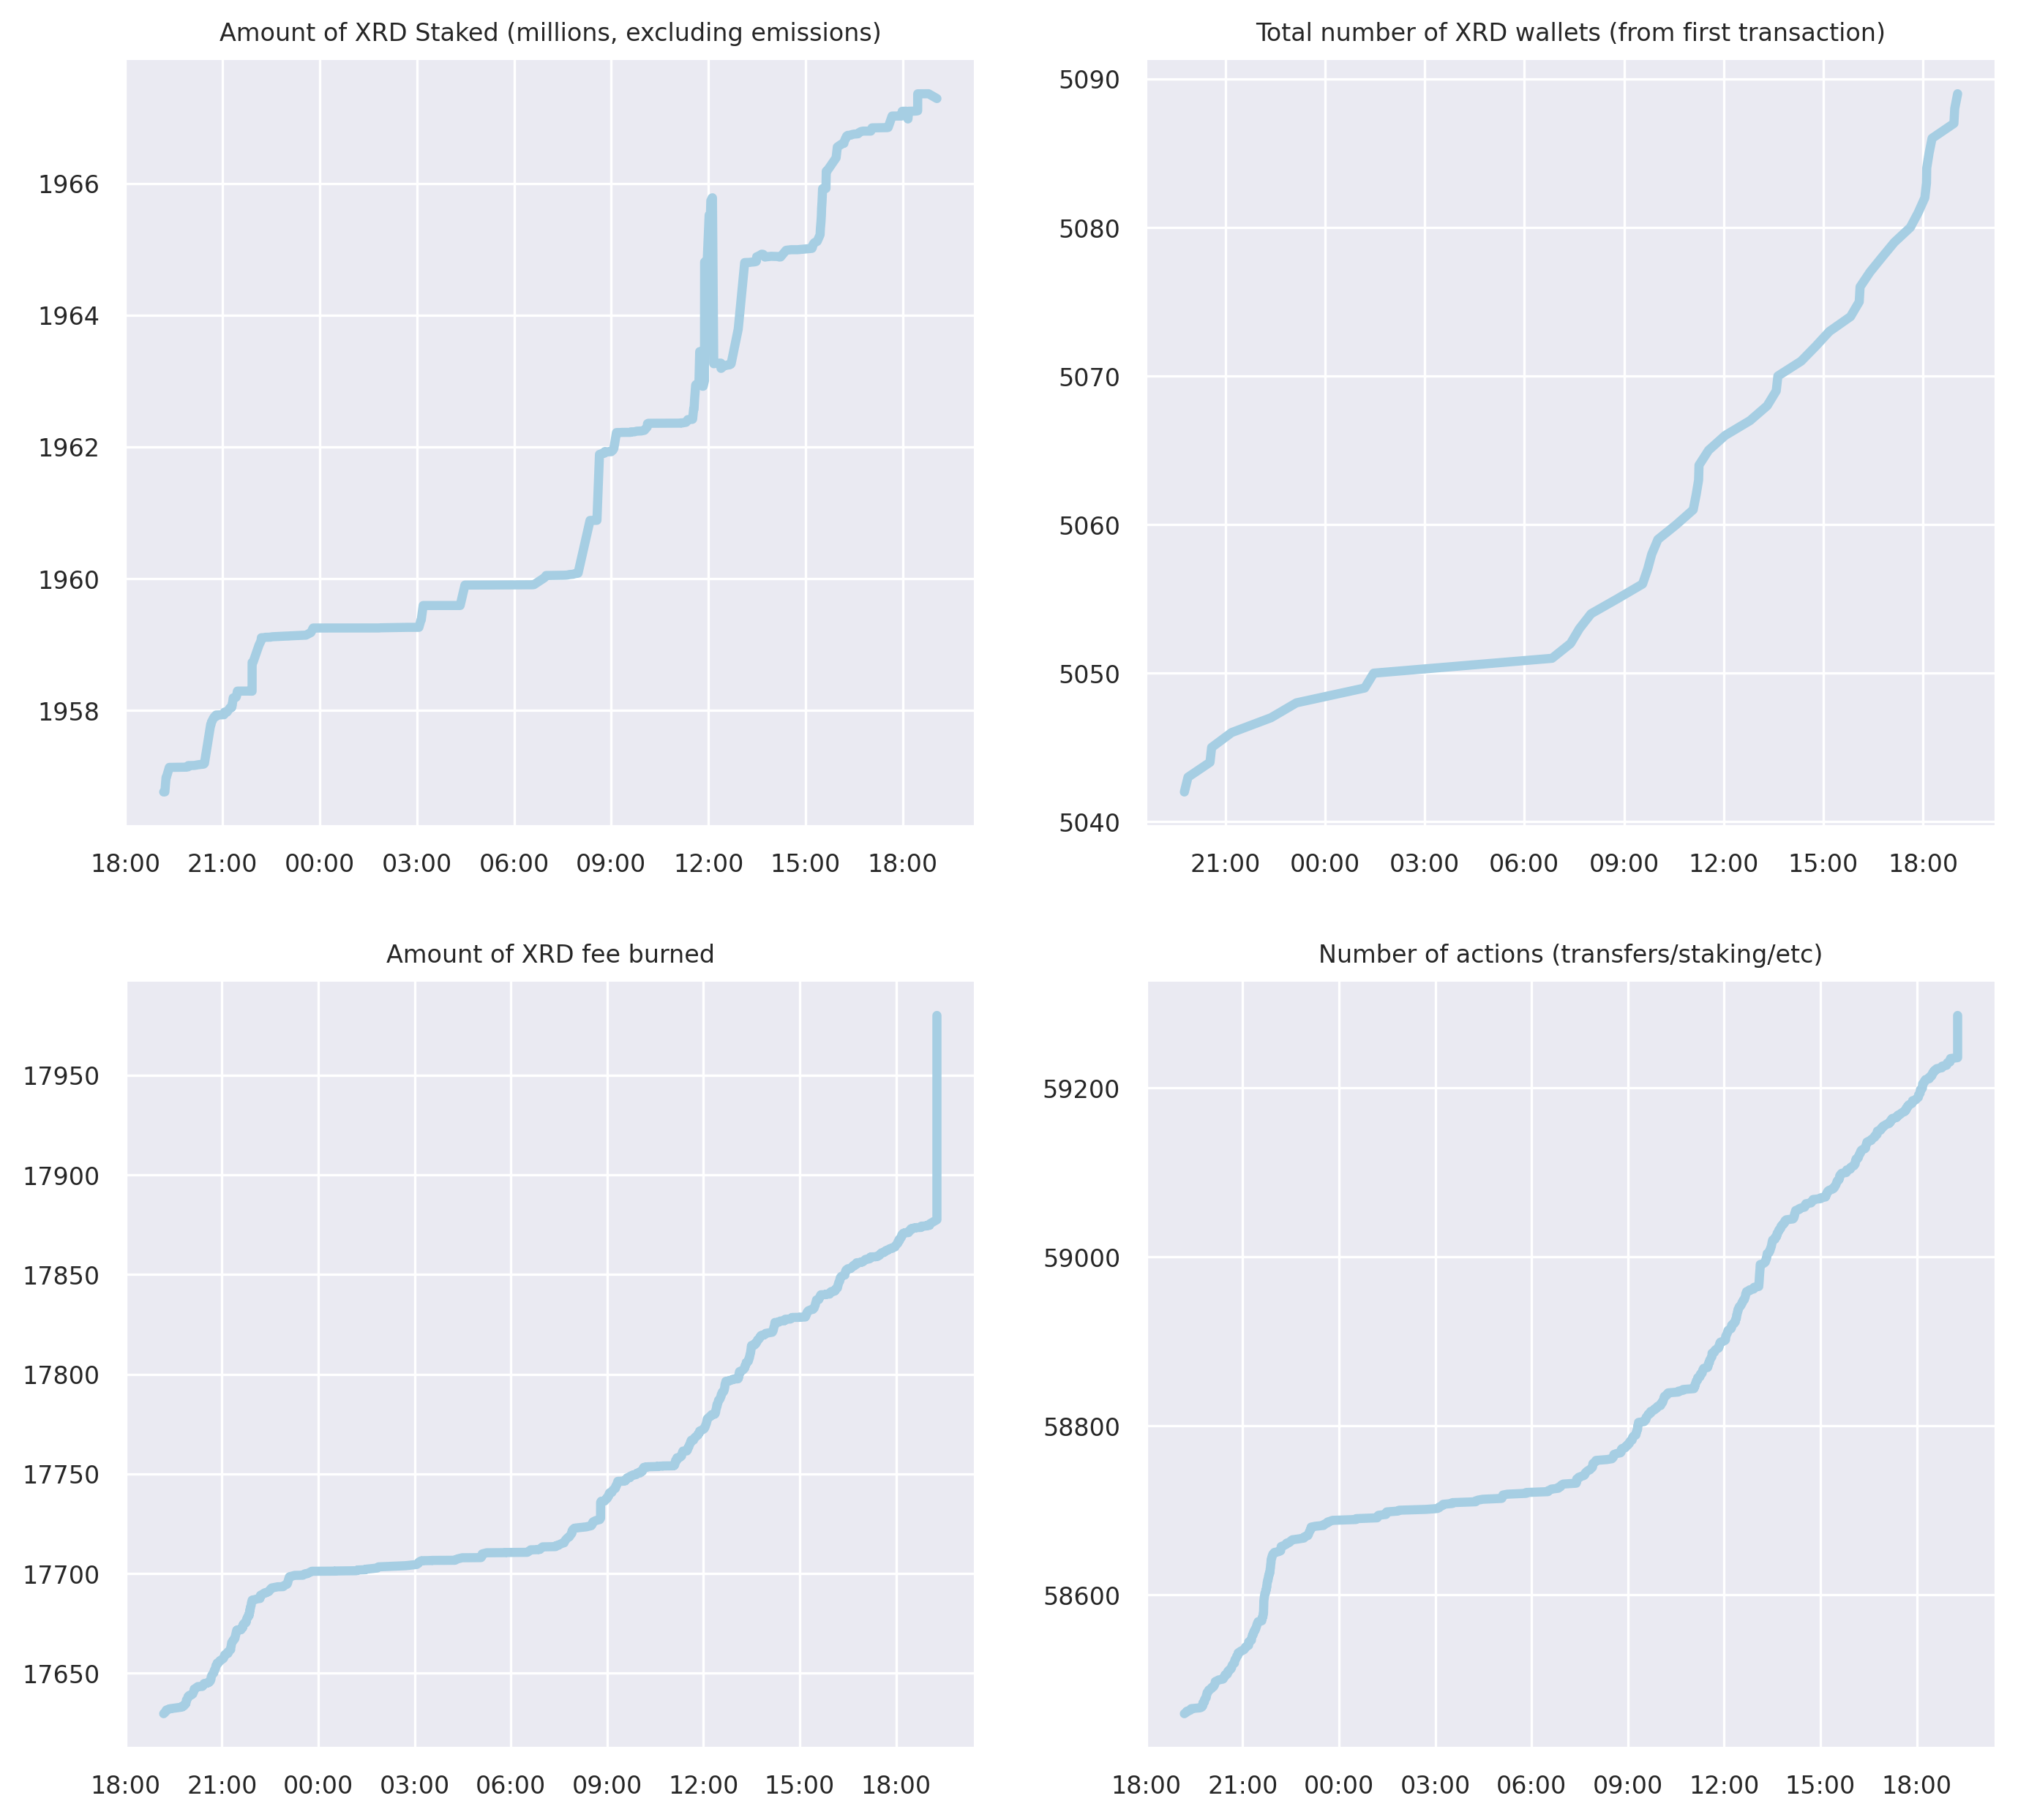 Amount of XRD Staked (millions, excluding emissions)
1966
1964
1962
1960
1958
18:00 21:00 00:00 03:00 06:00 09:00 12:00 15:00 18:00
Total number of XRD wallets (from first transaction)
5090
5080
5070
5060
5050
5040
21:00 00:00 03:00 06:00 09:00 12:00 15:00 18:00
Amount of XRD fee burned
17950
17900
17850
17800
17750
17700
17650
18:00 21:00 00:00 03:00 06:00 09:00 12:00 15:00 18:00
Number of actions (transfers/staking/etc)
59200
59000
58800
58600
18:00 21:00 00:00 03:00 06:00 09:00 12:00 15:00 18:00